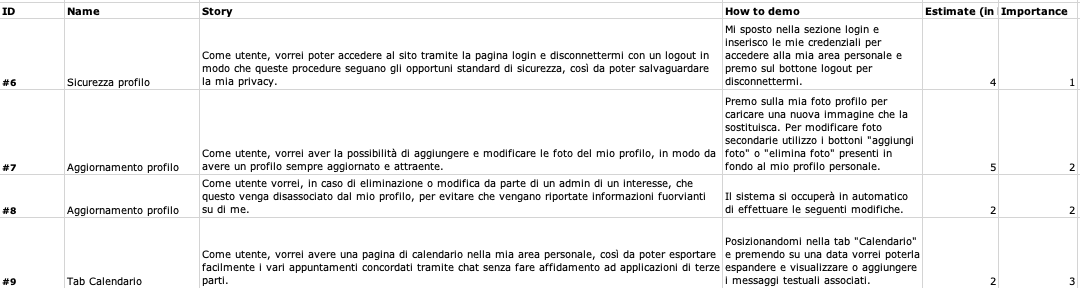 ID Name Story How to demo Estimate (in Importance
#6 Sicurezza profilo
Come utente, vorrei poter accedere al sito tramite la pagina login e disconnettermi con un logout in
modo che queste procedure seguano gli opportuni standard di sicurezza, così da poter salvaguardare
la mia privacy.
Mi sposto nella sezione login e
inserisco le mie credenziali per
accedere alla mia area personale e
premo sul bottone logout per
disconnettermi.
4 1
#7 Aggiornamento profilo
Come utente, vorrei aver la possibilità di aggiungere e modificare le foto del mio profilo, in modo da
avere un profilo sempre aggiornato e attraente.
Premo sulla mia foto profilo per
caricare una nuova immagine che la
sostituisca. Per modificare foto
secondarie utilizzo i bottoni "aggiungi
foto" o "elimina foto" presenti in
fondo al mio profilo personale.
5 2
#8 Aggiornamento profilo
Come utente vorrei, in caso di eliminazione o modifica da parte di un admin di un interesse, che
questo venga disassociato dal mio profilo, per evitare che vengano riportate informazioni fuorvianti
su di me.
Il sistema si occuperà in automatico
di effettuare le seguenti modifiche.
2 2
#9 Tab Calendario
Come utente, vorrei avere una pagina di calendario nella mia area personale, così da poter esportare
facilmente i vari appuntamenti concordati tramite chat senza fare affidamento ad applicazioni di terze
parti.
Posizionandomi nella tab "Calendario"
e premendo su una data vorrei poterla
espandere e visualizzare o aggiungere
i messaggi testuali associati.
2 3